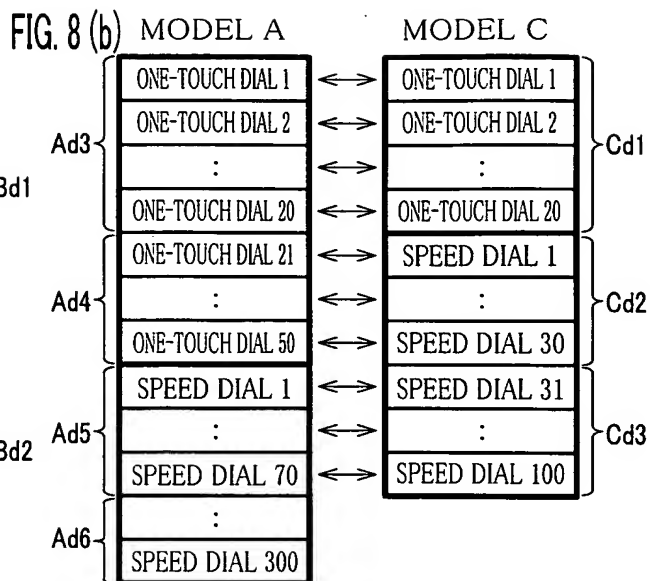 FIG. 8 (b) MODEL A MODEL C
ONE-TOUCH DIAL 1 ONE-TOUCH DIAL 1
ONE-TOUCH DIAL 2 ONE-TOUCH DIAL 2
Ad3 Cd1
: :
Bd1
ONE-TOUCH DIAL 20 ONE-TOUCH DIAL 20
ONE-TOUCH DIAL 21 SPEED DIAL 1
Ad4 : : Cd2
ONE-TOUCH DIAL 50 SPEED DIAL 30
SPEED DIAL 1 SPEED DIAL 31
Bd2 Ad5 : : Cd3
SPEED DIAL 70 SPEED DIAL 100
:
Ad6
SPEED DIAL 300